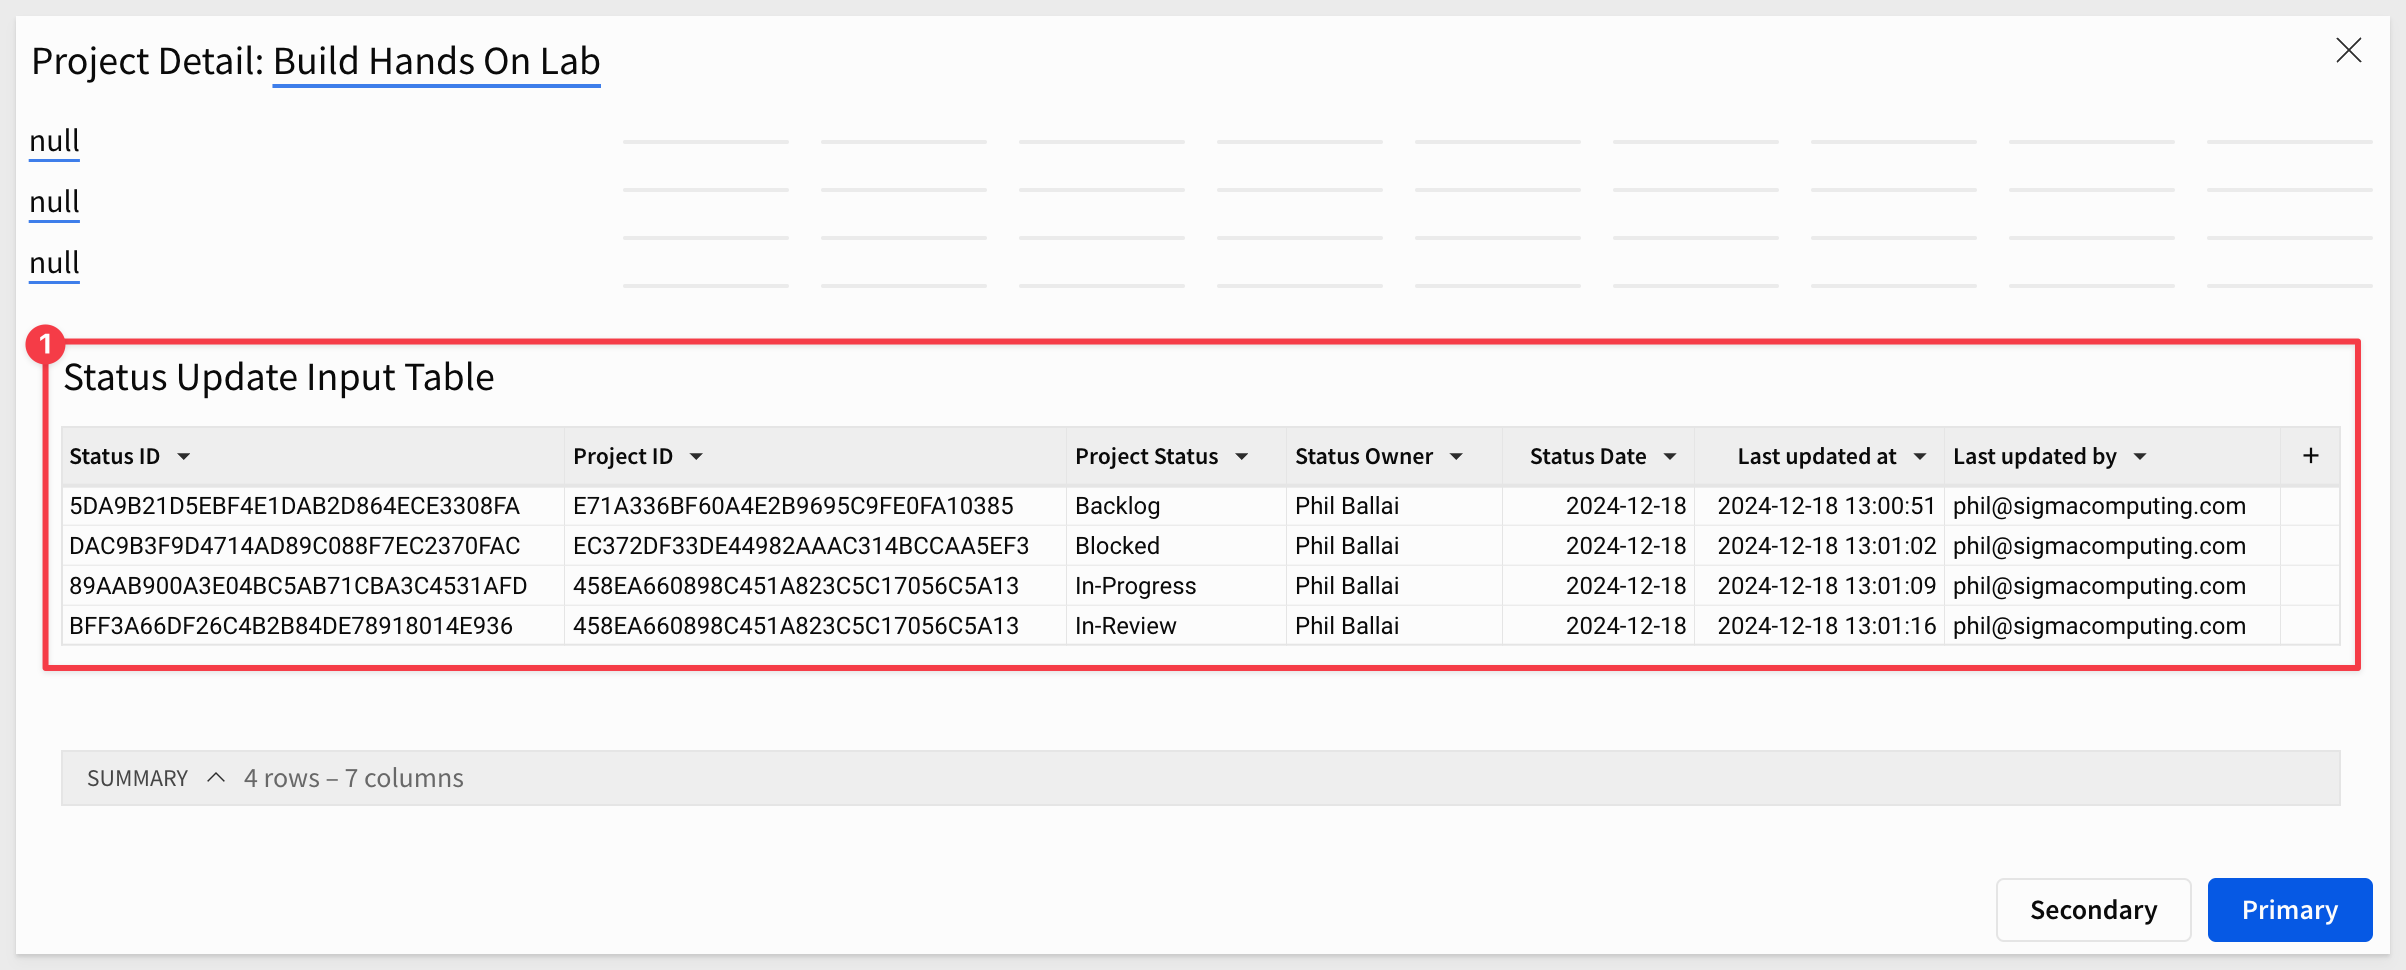 Project Detail: Build Hands On Lab
null
null
null
1
Status Update Input Table
Status ID Project ID Project Status Status Owner Status Date Last updated at Last updated by +
5DA9B21D5EBF4E1DAB2D864ECE3308FA E71A336BF60A4E2B9695C9FE0FA10385 Backlog Phil Ballai 2024-12-18 2024-12-18 13:00:51 phil@sigmacomputing.com
DAC9B3F9D4714AD89C088F7EC2370FAC EC372DF33DE44982AAAC314BCCAA5EF3 Blocked Phil Ballai 2024-12-18 2024-12-18 13:01:02 phil@sigmacomputing.com
89AAB900A3E04BC5AB71CBA3C4531AFD 458EA660898C451A823C5C17056C5A13 In-Progress Phil Ballai 2024-12-18 2024-12-18 13:01:09 phil@sigmacomputing.com
BFF3A66DF26C4B2B84DE78918014E936 458EA660898C451A823C5C17056C5A13 In-Review Phil Ballai 2024-12-18 2024-12-18 13:01:16 phil@sigmacomputing.com
SUMMARY 4 rows – 7 columns
Secondary Primary